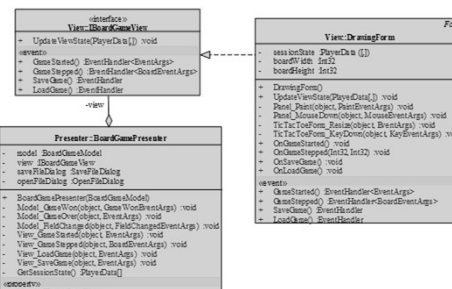 «interface»
View::IBoardGameView
+ UpdateViewState(PlayerData[,]) :void
«event»
+ GameStarted() :EventHandler<EventArgs>
+ GameStepped() :EventHandler<BoardEventArgs>
+ SaveGame() :EventHandler
+ LoadGame() :EventHandler
-view
Presenter::BoardGamePresenter
- model :BoardGameModel
- view :IBoardGameView
- saveFileDialog :SaveFileDialog
- openFileDialog :OpenFileDialog
+ BoardGamePresenter(BoardGameModel)
- Model_GameWon(object, GameWonEventArgs) :void
- Model_GameOver(object, EventArgs) :void
- Model_FieldChanged(object, FieldChangedEventArgs) :void
- View_GameStarted(object, EventArgs) :void
- View_GameStepped(object, BoardEventArgs) :void
- View_LoadGame(object, EventArgs) :void
- View_SaveGame(object, EventArgs) :void
- GetSessionState() :PlayerData[]
«property»
Fo
View::DrawingForm
- sessionState :PlayerData ([,])
- boardWidth :Int32
- boardHeight :Int32
+ DrawingForm()
+ UpdateViewState(PlayerData[,]) :void
- Panel_Paint(object, PaintEventArgs) :void
- Panel_MouseDown(object, MouseEventArgs) :void
- TicTacToeForm_Resize(object, EventArgs) :void
- TicTacToeForm_KeyDown(object, KeyEventArgs) :vo
- OnGameStarted() :void
- OnGameStepped(Int32, Int32) :void
- OnSaveGame() :void
- OnLoadGame() :void
«event»
+ GameStarted() :EventHandler<EventArgs>
+ GameStepped() :EventHandler<BoardEventArgs>
+ SaveGame() :EventHandler
+ LoadGame() :EventHandler